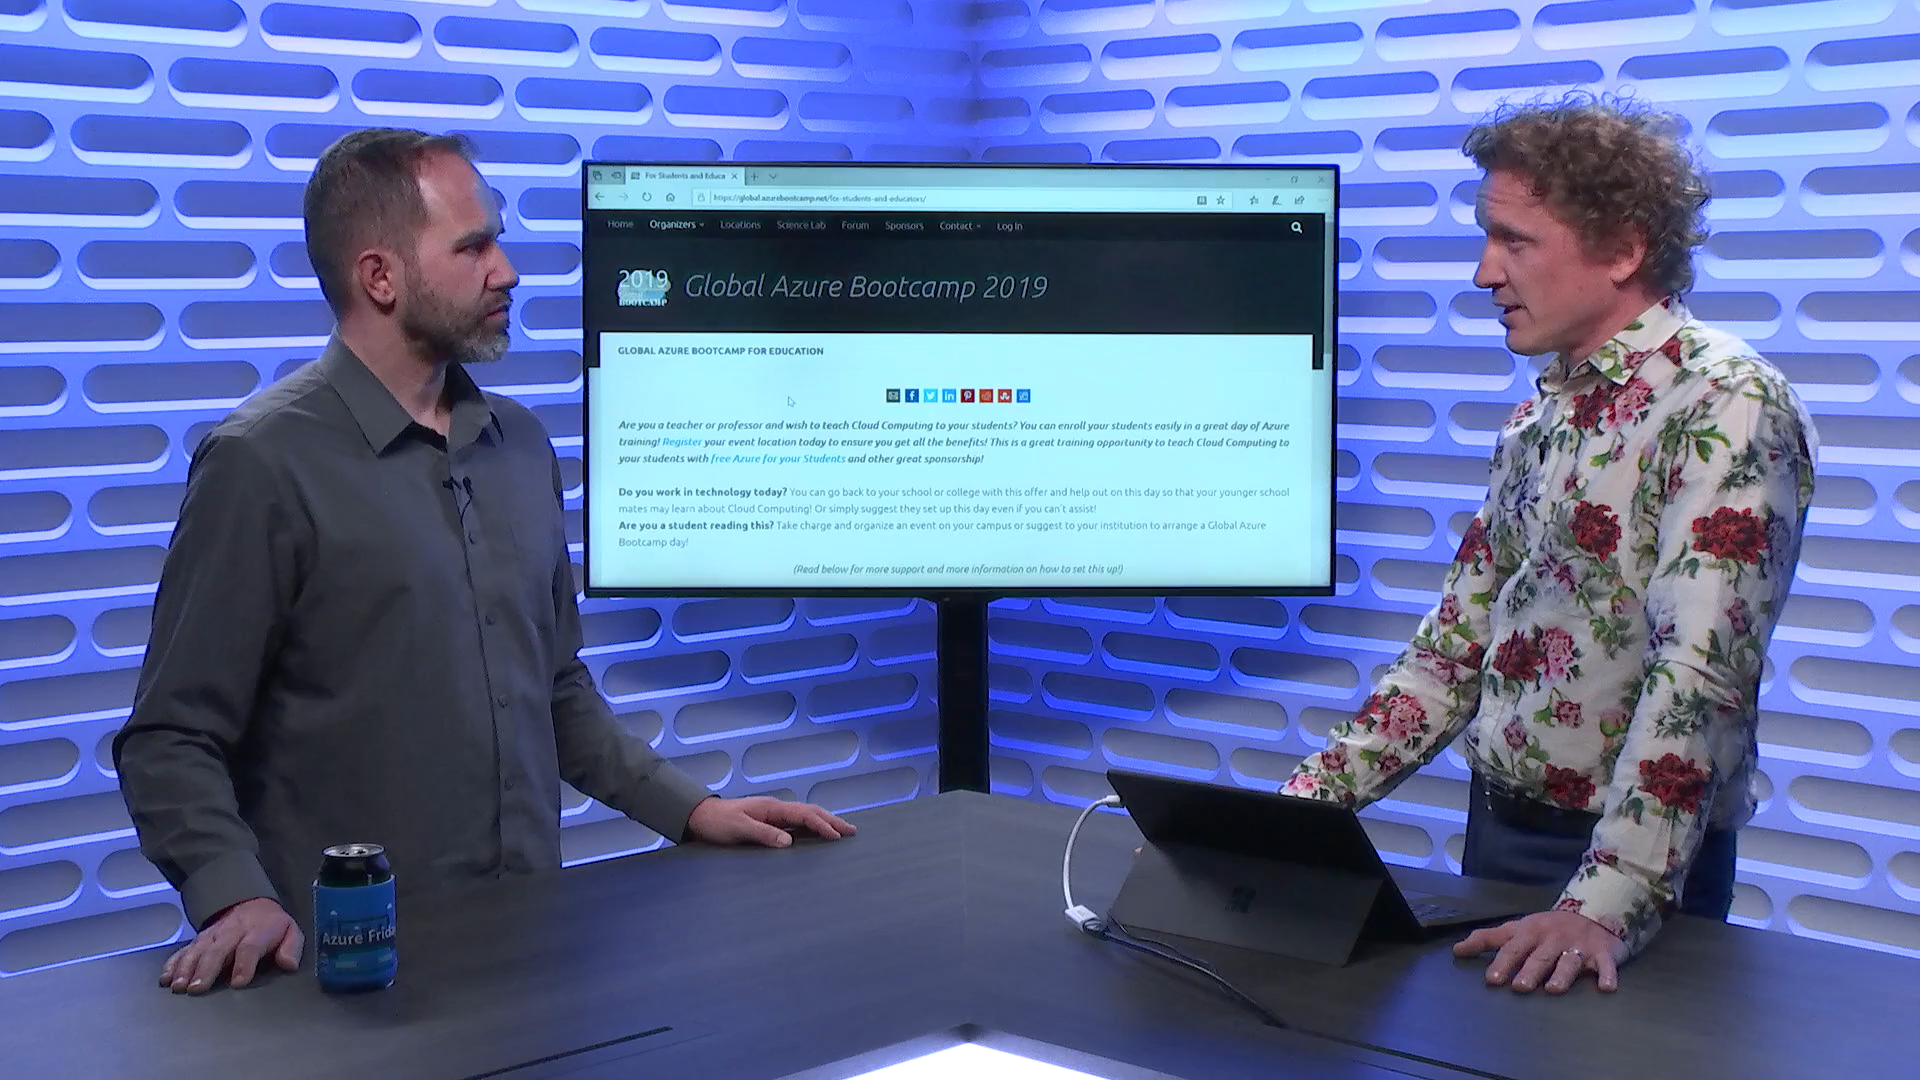 For Students and Educa
https://global.azurebootcamp.net/for-students-and-educators/
Home Organizers Locations Science Lab Forum Sponsors Contact Log In
2019
BOOTCAMP
Global Azure Bootcamp 2019
GLOBAL AZURE BOOTCAMP FOR EDUCATION
Are you a teacher or professor and wish to teach Cloud Computing to your students? You can enroll your students easily in a great day of Azure
training! Register your event location today to ensure you get all the benefits! This is a great training opportunity to teach Cloud Computing to
your students with free Azure for your Students and other great sponsorship!
Do you work in technology today? You can go back to your school or college with this offer and help out on this day so that your younger school
mates may learn about Cloud Computing! Or simply suggest they set up this day even if you can't assist!
Are you a student reading this? Take charge and organize an event on your campus or suggest to your institution to arrange a Global Azure
Bootcamp day!
(Read below for more support and more information on how to set this up!)
Azure Frida